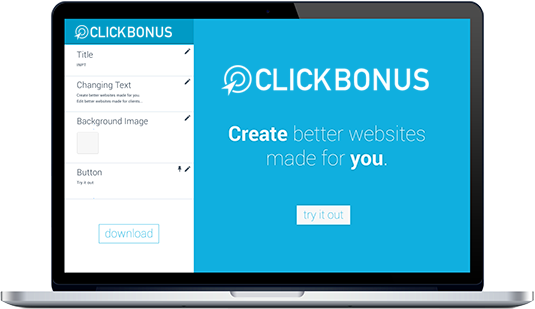 CLICKBONUS
Title
INPT
Changing Text
Create better websites made for you.
Edit better websites made for clients...
Background Image
Button
Try it out
download
CLICKBONUS
Create better websites
made for you.
try it out